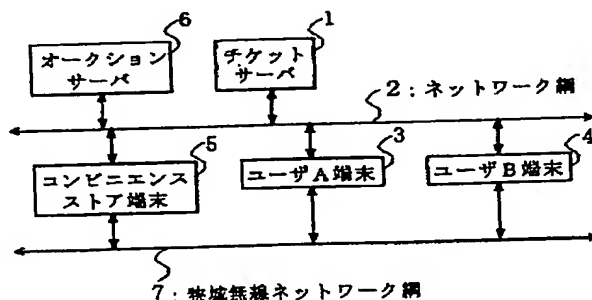 6
1
オークション
サーバ
チケット
サーバ
2:ネットワーク網
5
3
4
コンビニエンス
ストア端末
ユーザA端末
ユーザB端末
7:狭域無線ネットワーク網